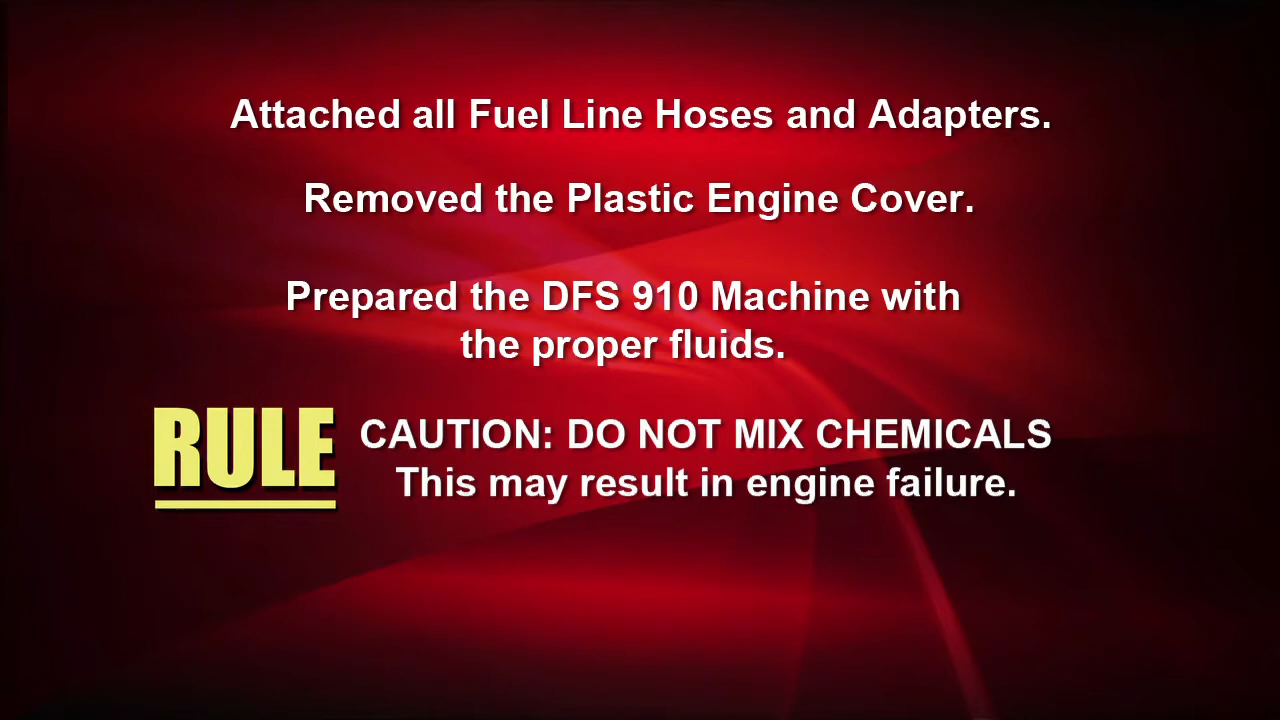 Attached all Fuel Line Hoses and Adapters.
Removed the Plastic Engine Cover.
Prepared the DFS 910 Machine with
the proper fluids.
RULE
CAUTION: DO NOT MIX CHEMICALS
This may result in engine failure.